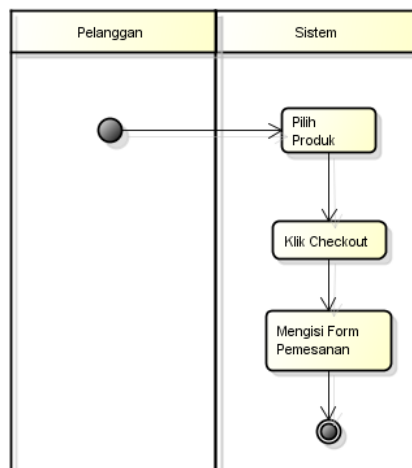 Pelanggan
Sistem
Pilih
Produk
Klik Checkout
Mengisi Form
Pemesanan